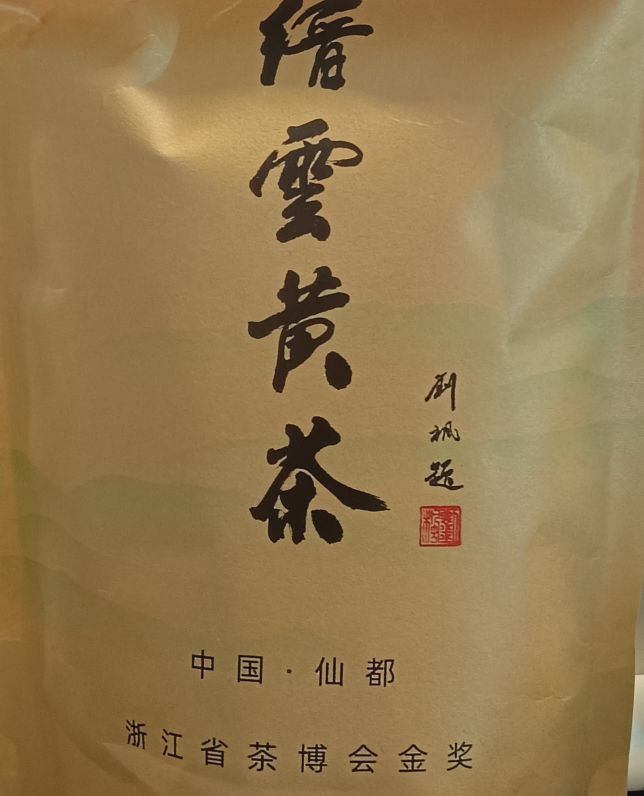 缙雲黄茶
刘枫题
中国·仙都
浙江省茶博会金奖